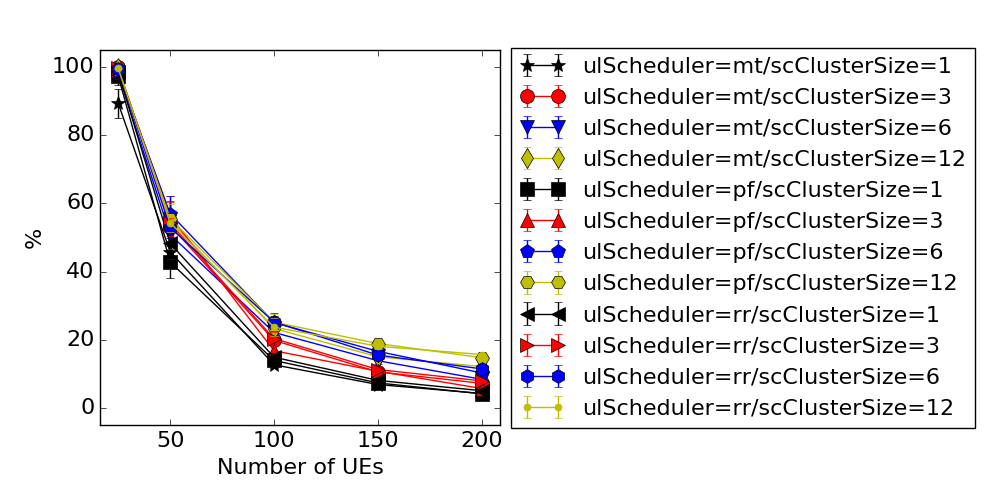 100
80
60
40
20
0
%
50
100
150
200
Number of UEs
ulScheduler=mt/scClusterSize=1
ulScheduler=mt/scClusterSize=3
ulScheduler=mt/scClusterSize=6
ulScheduler=mt/scClusterSize=12
ulScheduler=pf/scClusterSize=1
ulScheduler=pf/scClusterSize=3
ulScheduler=pf/scClusterSize=6
ulScheduler=pf/scClusterSize=12
ulScheduler=rr/scClusterSize=1
ulScheduler=rr/scClusterSize=3
ulScheduler=rr/scClusterSize=6
ulScheduler=rr/scClusterSize=12